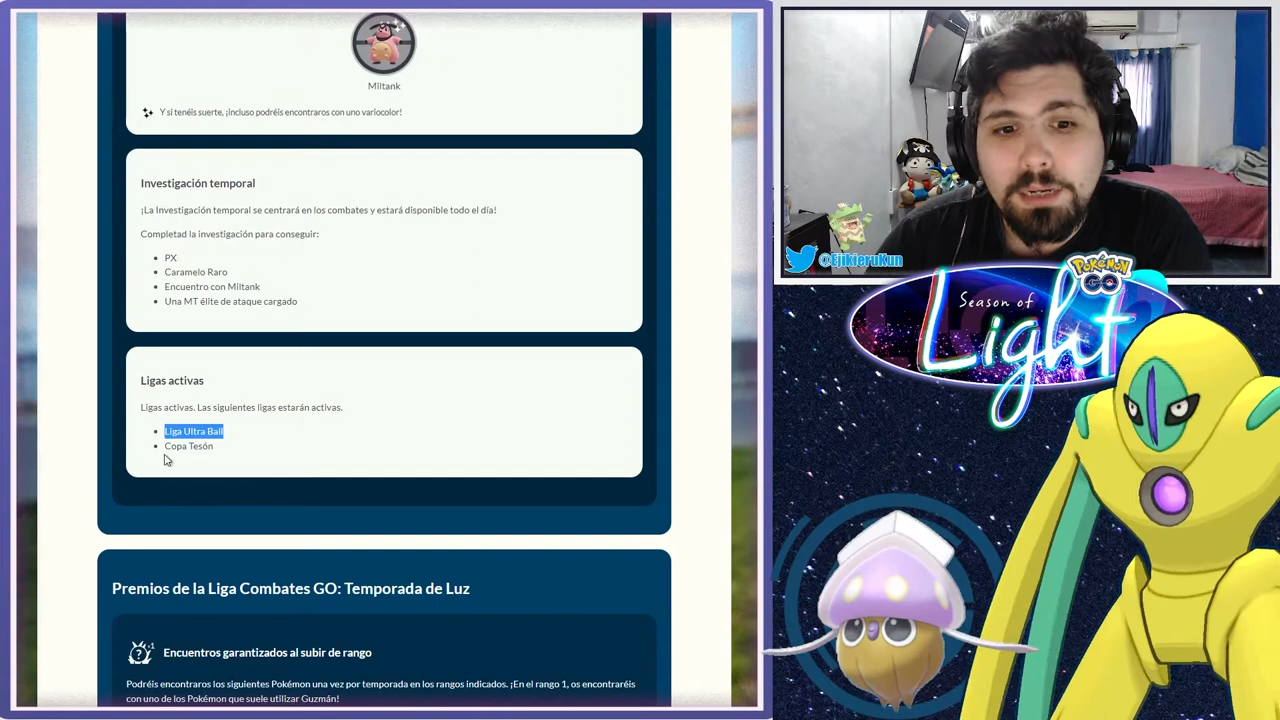 Miltank
Y si tenéis suerte, ¡incluso podréis encontraros con uno variocolor!
Investigación temporal
¡La Investigación temporal se centrará en los combates y estará disponible todo el día!
Completad la investigación para conseguir:
PX
Caramelo Raro
Encuentro con Miltank
Una MT élite de ataque cargado
Ligas activas
Ligas activas. Las siguientes ligas estarán activas.
Liga Ultra Ball
Copa Tesón
Premios de la Liga Combates GO: Temporada de Luz
Encuentros garantizados al subir de rango
Podréis encontraros los siguientes Pokémon una vez por temporada en los rangos indicados. ¡En el rango 1, os encontraréis
con uno de los Pokémon que suele utilizar Guzmán!
@EjikieruKun
POKÉMON
GO
Season of
Light